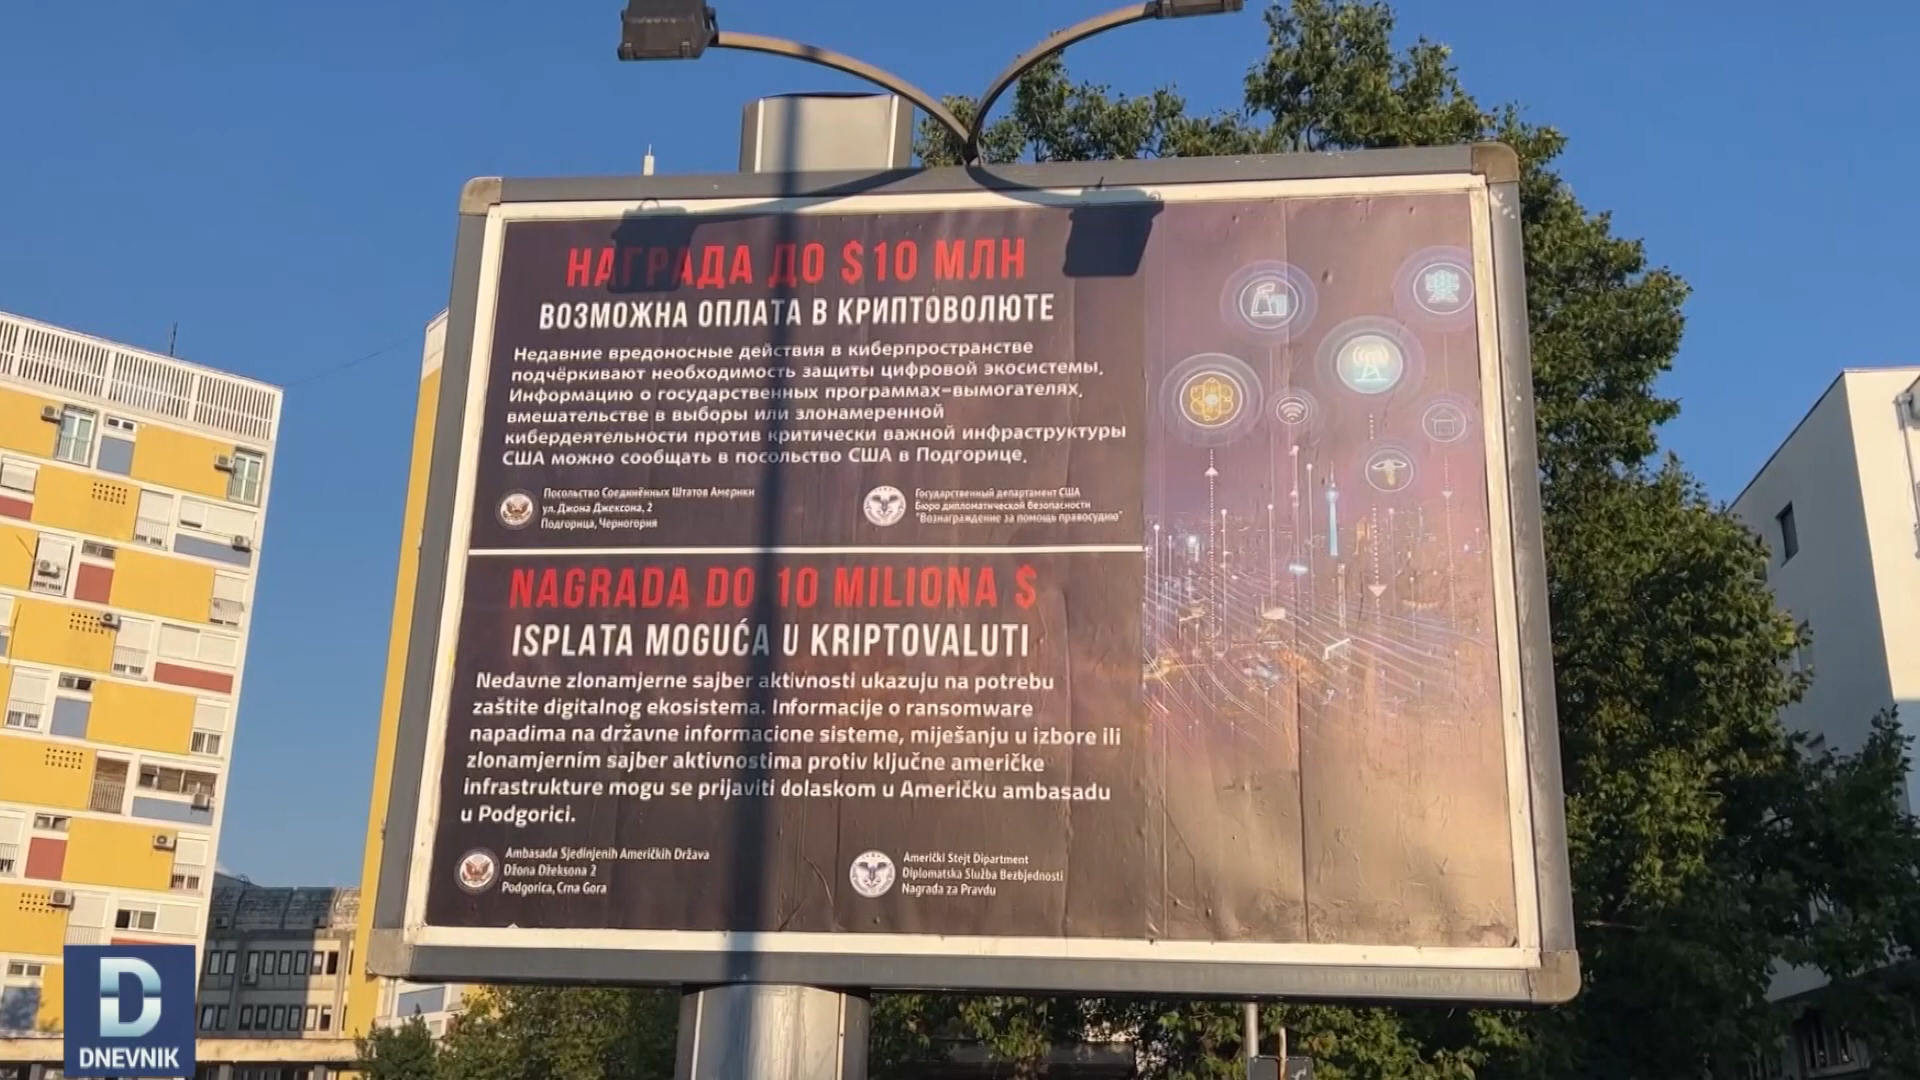 НАГРАДА ДО $10 МЛН
ВОЗМОЖНА ОПЛАТА В КРИПТОВОЛЮТЕ
Недавние вредоносные действия в киберпространстве
подчёркивают необходимость защиты цифровой экосистемы.
Информацию о государственных программах-вымогателях,
вмешательстве в выборы или злонамеренной
кибердеятельности против критически важной инфраструктуры
США можно сообщать в посольство США в Подгорице.
Посольство Соединённых Штатов Америки
ул. Джона Джексона, 2
Подгорица, Черногория
Государственный департамент США
Бюро дипломатической безопасности
"Вознаграждение за помощь правосудию"
NAGRADA DO 10 MILIONA $
ISPLATA MOGUĆA U KRIPTOVALUTI
Nedavne zlonamjerne sajber aktivnosti ukazuju na potrebu
zaštite digitalnog ekosistema. Informacije o ransomware
napadima na državne informacione sisteme, miješanju u izbore ili
zlonamjernim sajber aktivnostima protiv ključne američke
infrastrukture mogu se prijaviti dolaskom u Američku ambasadu
u Podgorici.
Ambasada Sjedinjenih Američkih Država
Džona Džeksona 2
Podgorica, Crna Gora
Američki Stejt Dipartment
Diplomatska Služba Bezbjednosti
Nagrada za Pravdu
D
DNEVNIK